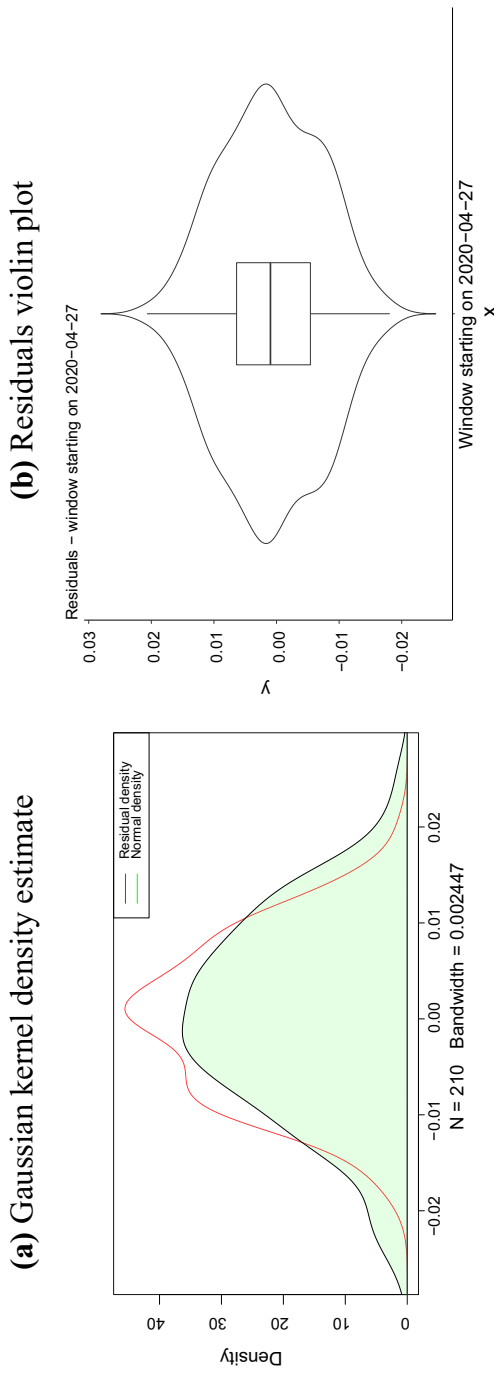 (a) Gaussian kernel density estimate
Density
0
10
20
30
40
Residual density
Normal density
−0.02
−0.01
0.00
0.01
0.02
N = 210 Bandwidth = 0.002447
(b) Residuals violin plot
Residuals − window starting on 2020−04−27
y
0.03
0.02
0.01
0.00
−0.01
−0.02
Window starting on 2020−04−27
x